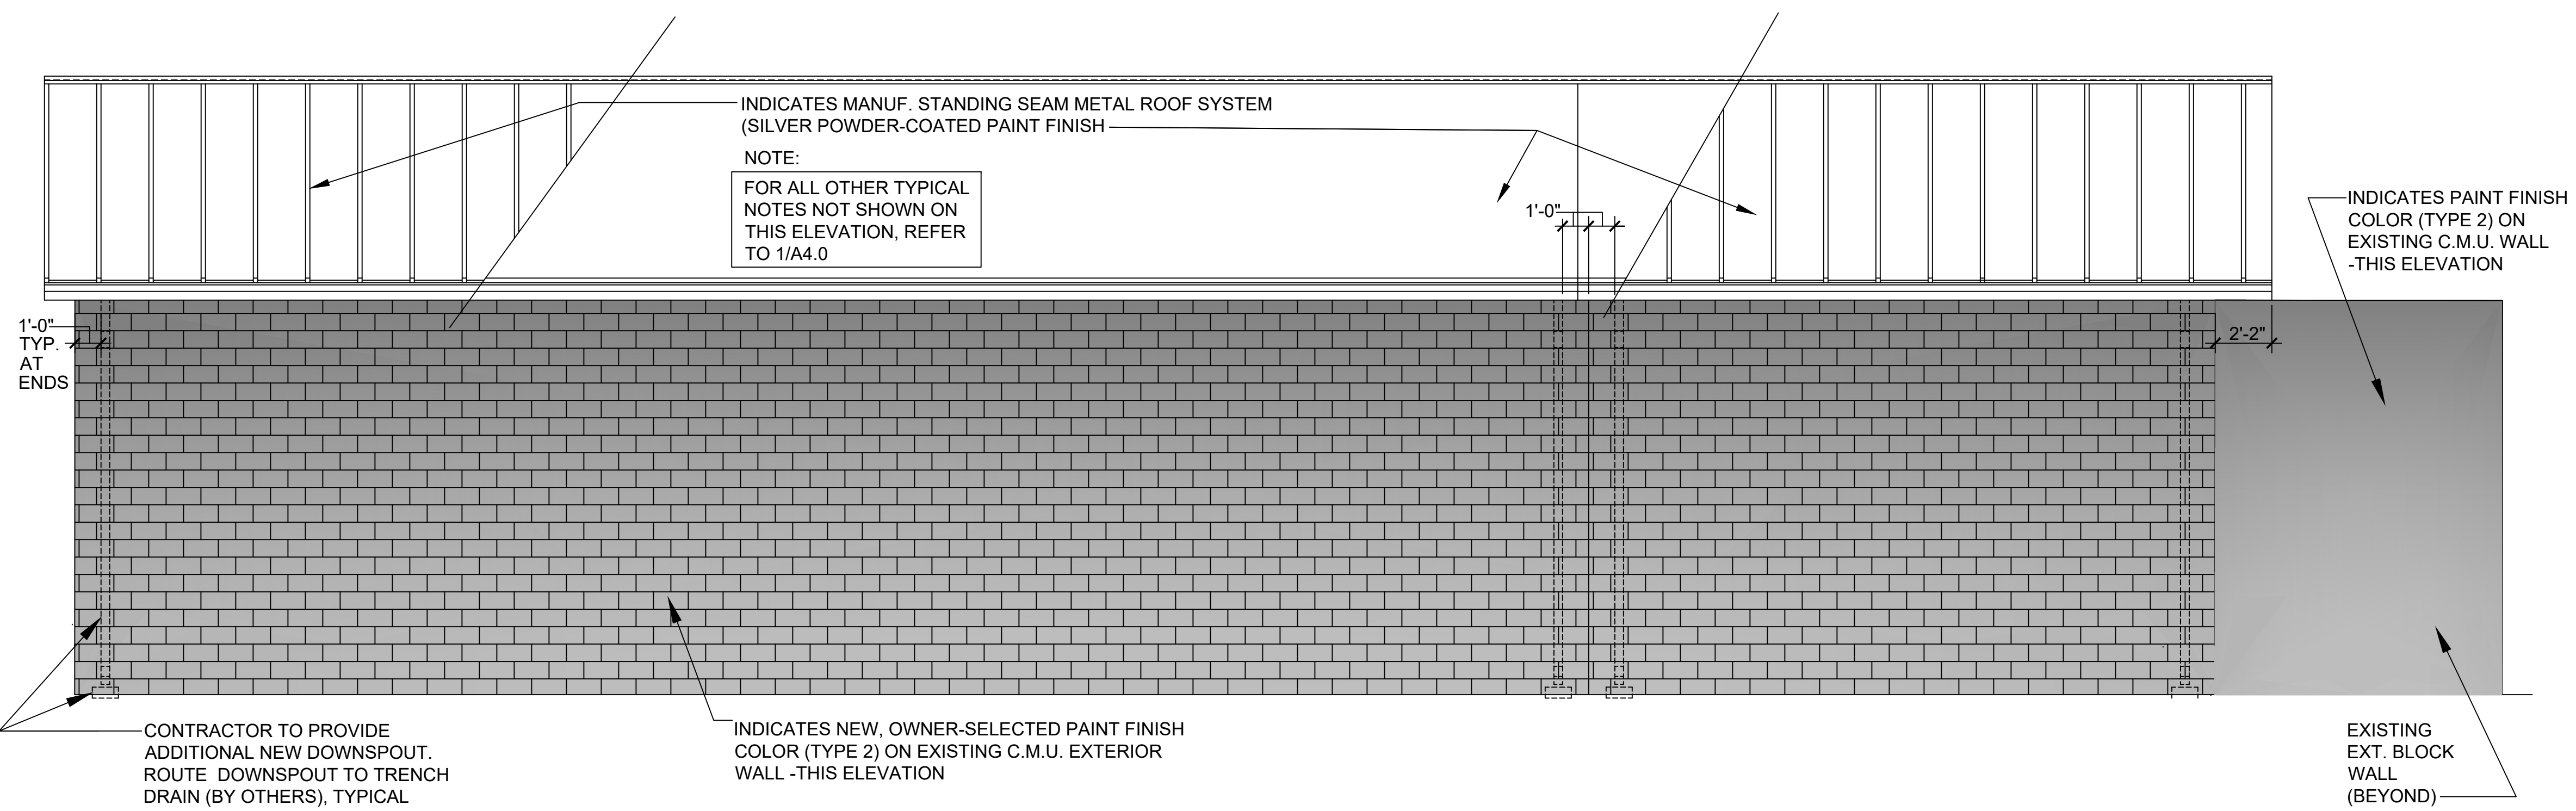 INDICATES MANUF. STANDING SEAM METAL ROOF SYSTEM
(SILVER POWDER-COATED PAINT FINISH
NOTE:
FOR ALL OTHER TYPICAL
NOTES NOT SHOWN ON
THIS ELEVATION, REFER
TO 1/A4.0
1'-0"
INDICATES PAINT FINISH
COLOR (TYPE 2) ON
EXISTING C.M.U. WALL
-THIS ELEVATION
1'-0"
TYP.
AT
ENDS
2'-2"
CONTRACTOR TO PROVIDE
ADDITIONAL NEW DOWNSPOUT.
ROUTE DOWNSPOUT TO TRENCH
DRAIN (BY OTHERS), TYPICAL
INDICATES NEW, OWNER-SELECTED PAINT FINISH
COLOR (TYPE 2) ON EXISTING C.M.U. EXTERIOR
WALL -THIS ELEVATION
EXISTING
EXT. BLOCK
WALL
(BEYOND)